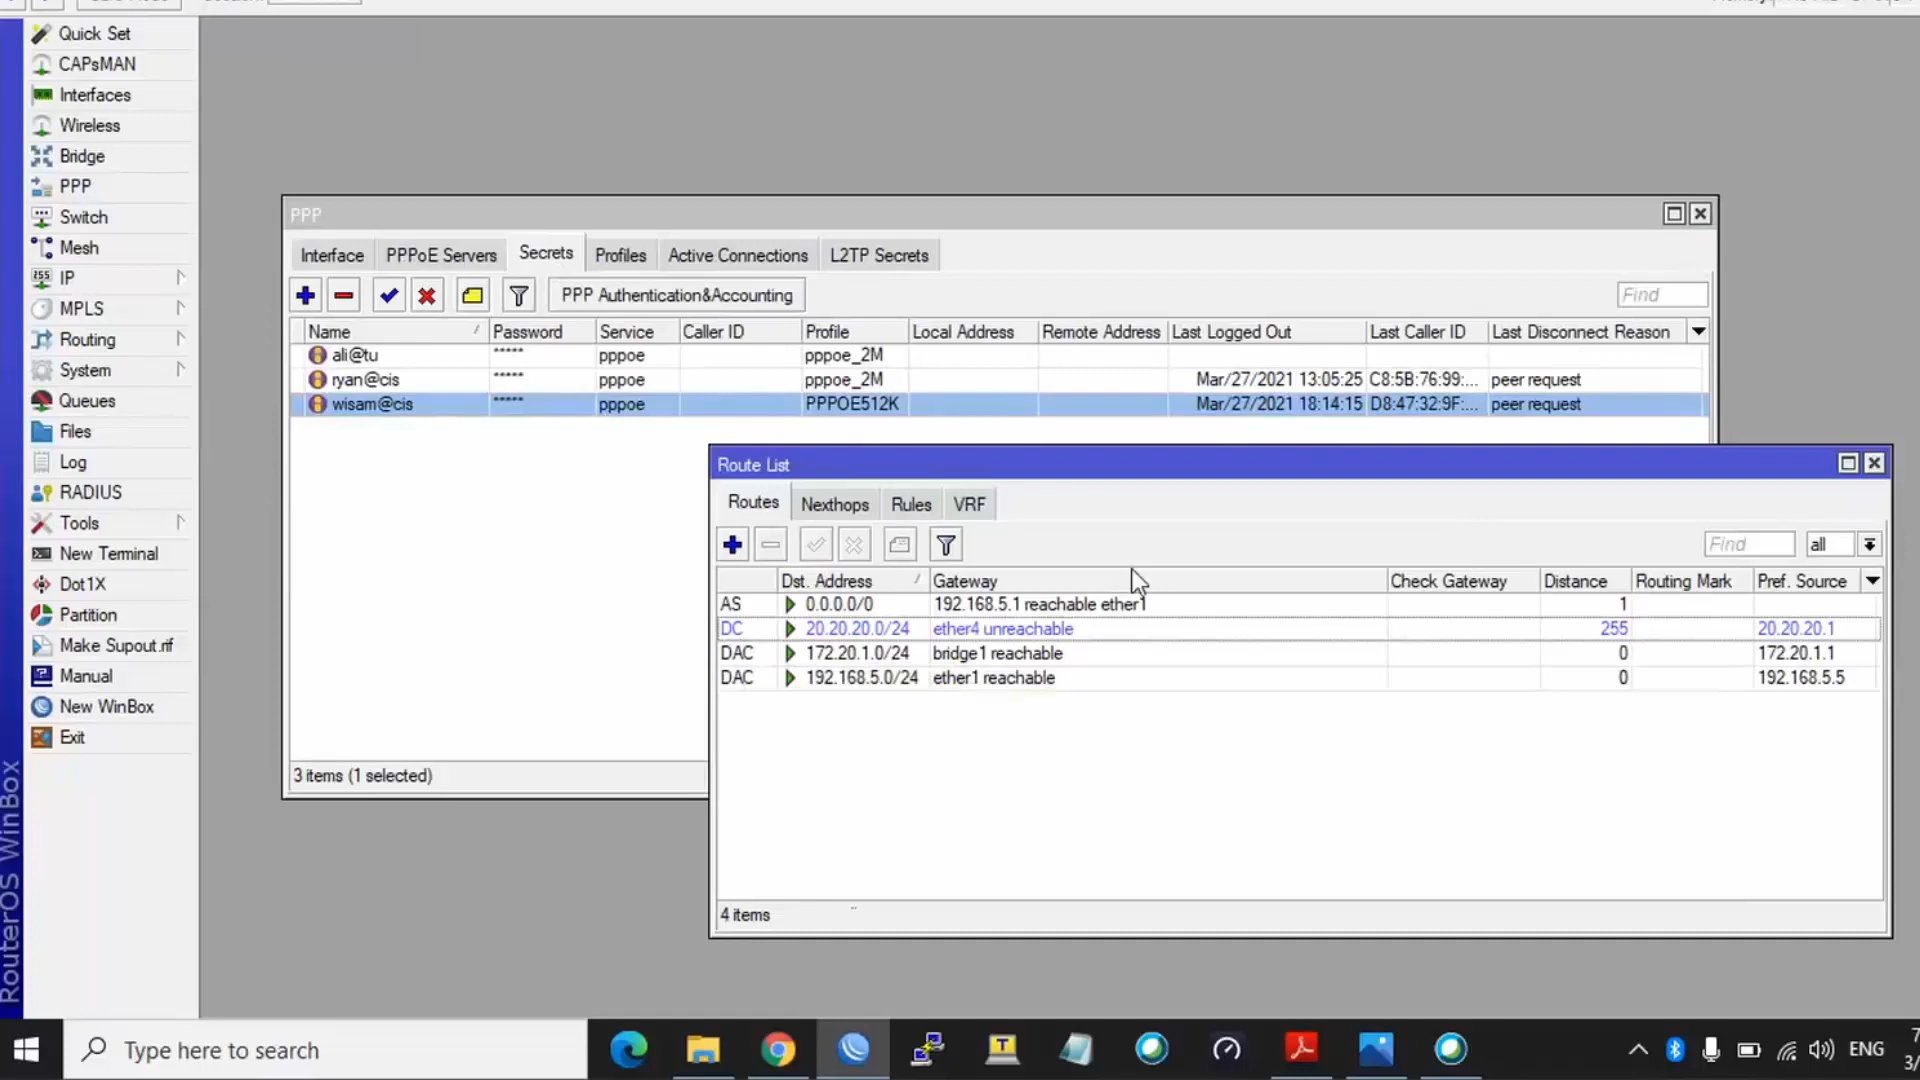 Quick Set
CAPsMAN
Interfaces
Wireless
Bridge
PPP
Switch
Mesh
IP
MPLS
Routing
System
Queues
Files
Log
RADIUS
Tools
New Terminal
Dot1X
Partition
Make Supout.rif
Manual
New WinBox
Exit
RouterOS WinBox
PPP
Interface PPPoE Servers Secrets Profiles Active Connections L2TP Secrets
PPP Authentication&Accounting Find
Name Password Service Caller ID Profile Local Address Remote Address Last Logged Out Last Caller ID Last Disconnect Reason
ali@tu ***** pppoe pppoe_2M
ryan@cis ***** pppoe pppoe_2M Mar/27/2021 13:05:25 C8:5B:76:99:... peer request
wisam@cis ***** pppoe PPPOE512K Mar/27/2021 18:14:15 D8:47:32:9F:... peer request
3 items (1 selected)
Route List
Routes Nexthops Rules VRF
Find all
Dst. Address Gateway Check Gateway Distance Routing Mark Pref. Source
AS 0.0.0.0/0 192.168.5.1 reachable ether1 1
DC 20.20.20.0/24 ether4 unreachable 255 20.20.20.1
DAC 172.20.1.0/24 bridge1 reachable 0 172.20.1.1
DAC 192.168.5.0/24 ether1 reachable 0 192.168.5.5
4 items
Type here to search
ENG